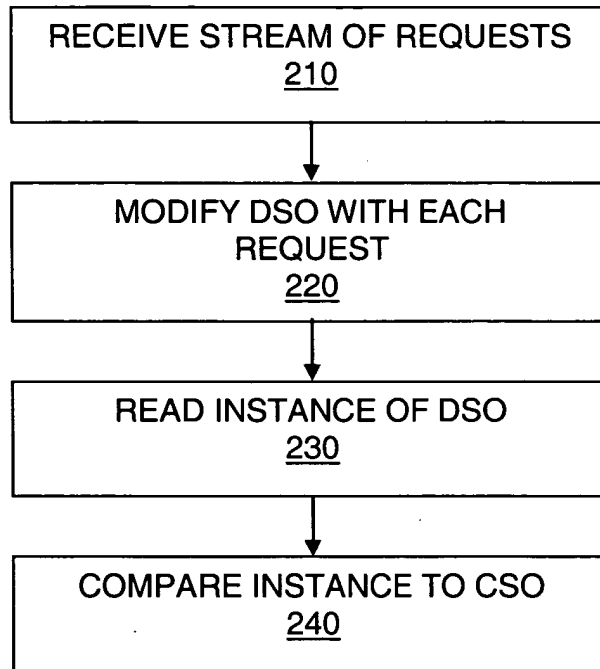 RECEIVE STREAM OF REQUESTS
210
MODIFY DSO WITH EACH
REQUEST
220
READ INSTANCE OF DSO
230
COMPARE INSTANCE TO CSO
240